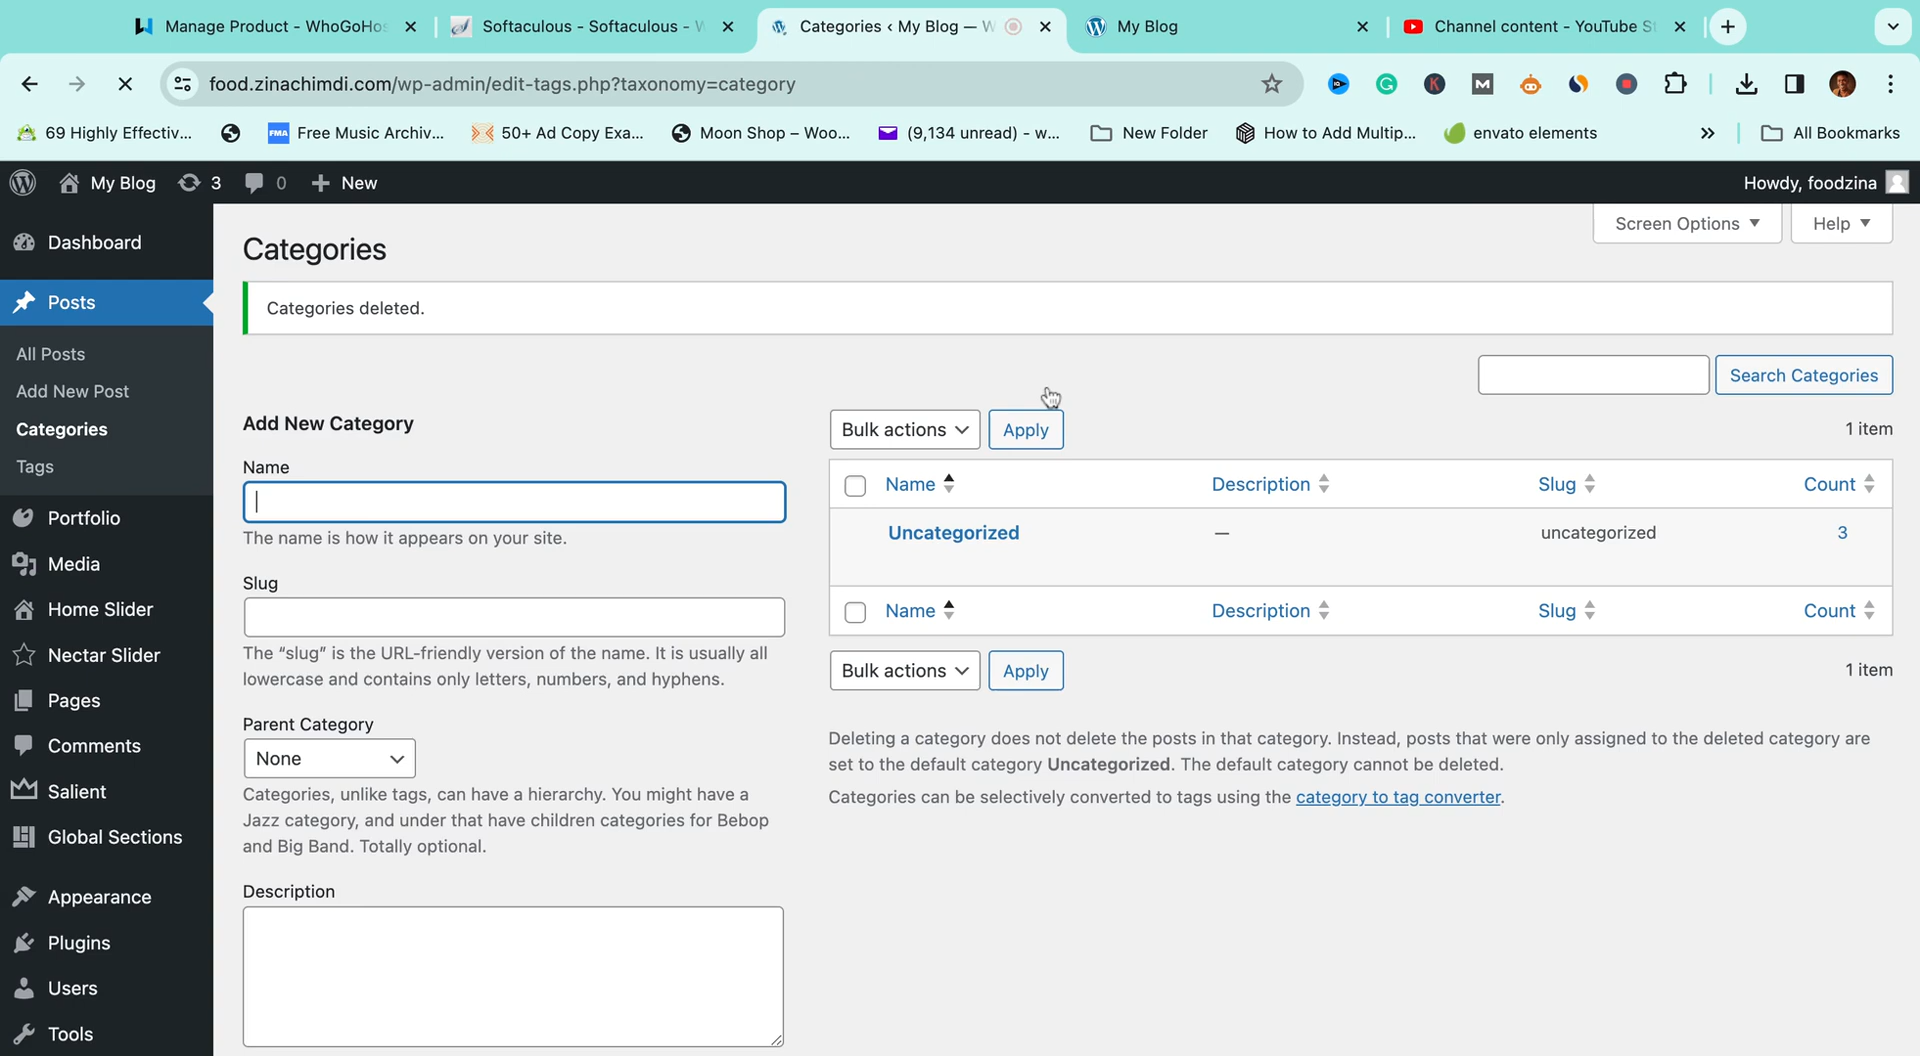 Manage Product - WhoGoHos
Softaculous - Softaculous - W
Categories ‹ My Blog — W
My Blog
Channel content - YouTube St
food.zinachimdi.com/wp-admin/edit-tags.php?taxonomy=category
69 Highly Effectiv...
Free Music Archiv...
50+ Ad Copy Exa...
Moon Shop – Woo...
(9,134 unread) - w...
New Folder
How to Add Multip...
envato elements
»
All Bookmarks
My Blog
3
0
New
Howdy, foodzina
Screen Options
Help
Dashboard
Posts
All Posts
Add New Post
Categories
Tags
Portfolio
Media
Home Slider
Nectar Slider
Pages
Comments
Salient
Global Sections
Appearance
Plugins
Users
Tools
Categories
Categories deleted.
Search Categories
Add New Category
Name
The name is how it appears on your site.
Slug
The “slug” is the URL-friendly version of the name. It is usually all
lowercase and contains only letters, numbers, and hyphens.
Parent Category
None
Categories, unlike tags, can have a hierarchy. You might have a
Jazz category, and under that have children categories for Bebop
and Big Band. Totally optional.
Description
Bulk actions Apply 1 item
Name Description Slug Count
Uncategorized — uncategorized 3
Name Description Slug Count
Bulk actions Apply 1 item
Deleting a category does not delete the posts in that category. Instead, posts that were only assigned to the deleted category are
set to the default category Uncategorized. The default category cannot be deleted.
Categories can be selectively converted to tags using the category to tag converter.